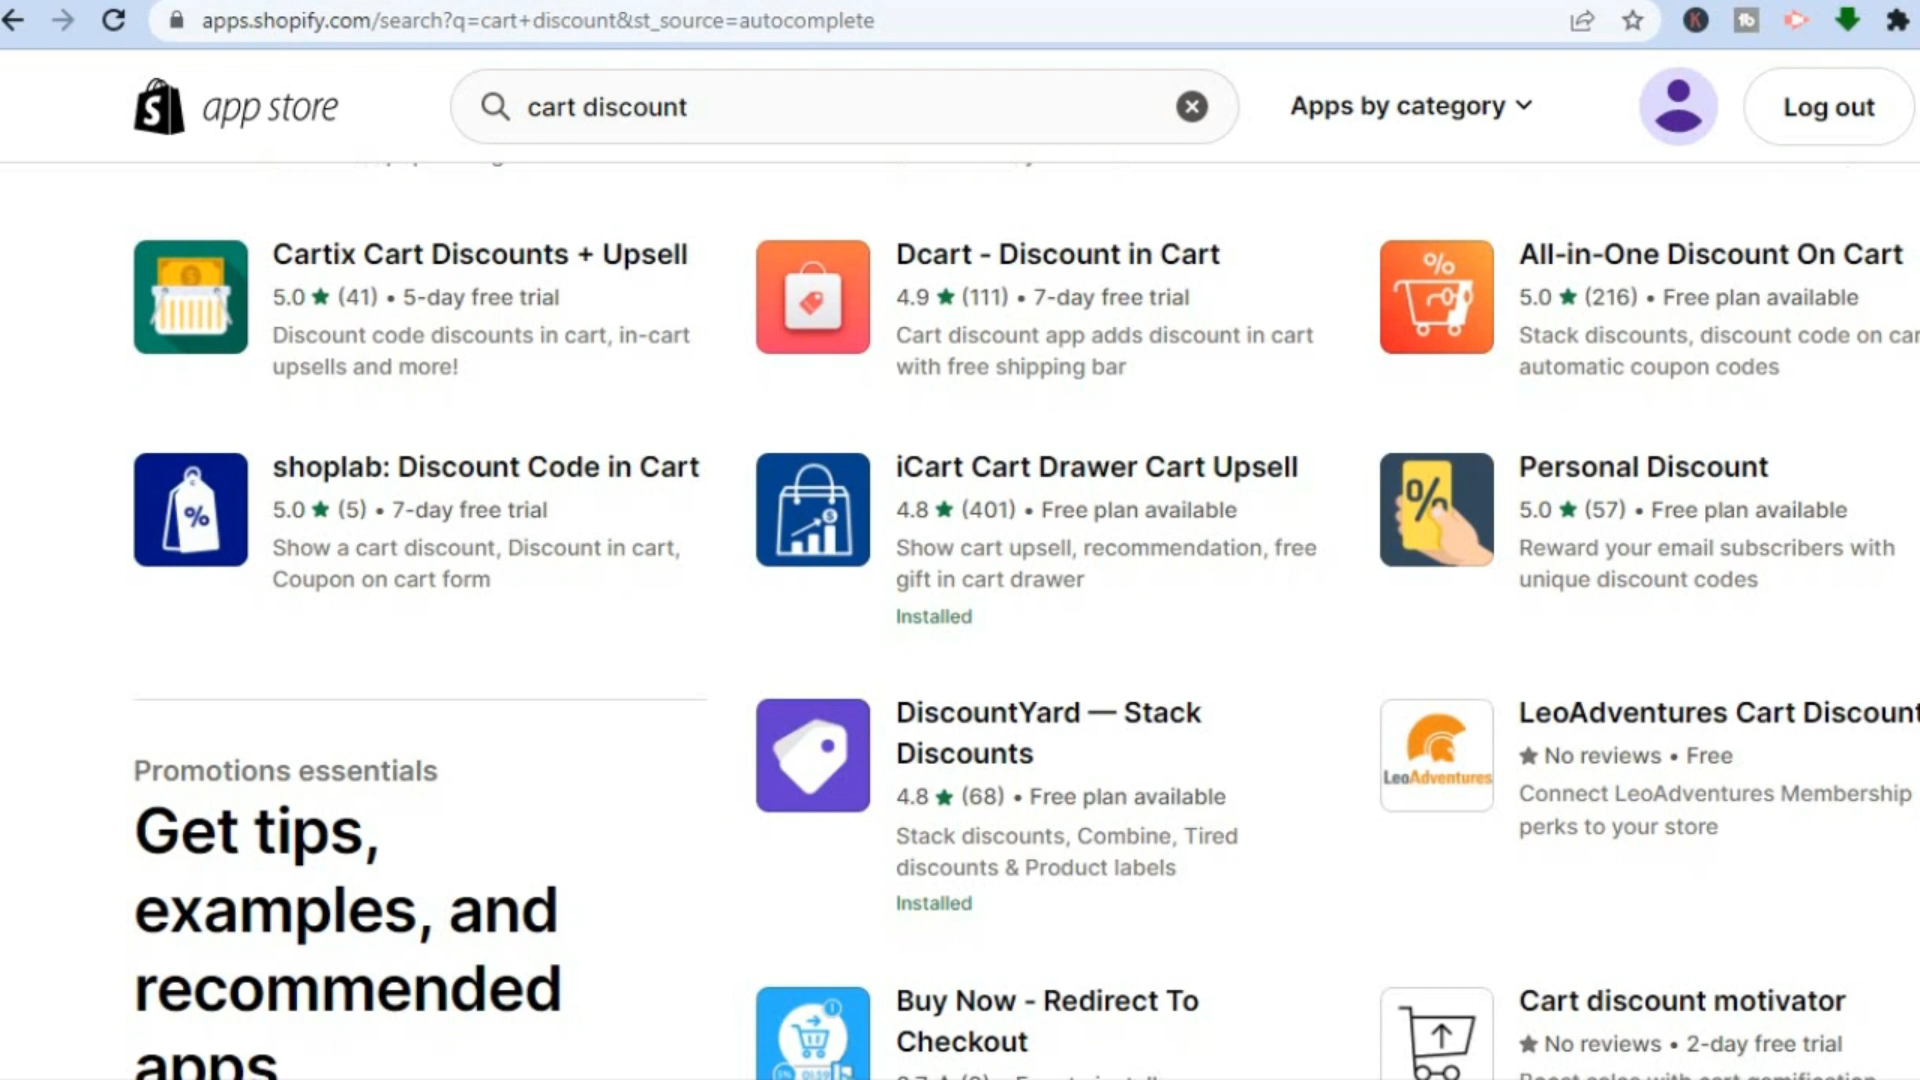 apps.shopify.com/search?q=cart+discount&st_source=autocomplete
app store
cart discount
Apps by category
Log out
Cartix Cart Discounts + Upsell
5.0 ★ (41) • 5-day free trial
Discount code discounts in cart, in-cart
upsells and more!
Dcart - Discount in Cart
4.9 ★ (111) • 7-day free trial
Cart discount app adds discount in cart
with free shipping bar
All-in-One Discount On Cart
5.0 ★ (216) • Free plan available
Stack discounts, discount code on car
automatic coupon codes
shoplab: Discount Code in Cart
5.0 ★ (5) • 7-day free trial
Show a cart discount, Discount in cart,
Coupon on cart form
iCart Cart Drawer Cart Upsell
4.8 ★ (401) • Free plan available
Show cart upsell, recommendation, free
gift in cart drawer
Installed
Personal Discount
5.0 ★ (57) • Free plan available
Reward your email subscribers with
unique discount codes
Promotions essentials
Get tips,
examples, and
recommended
apps
DiscountYard — Stack
Discounts
4.8 ★ (68) • Free plan available
Stack discounts, Combine, Tired
discounts & Product labels
Installed
LeoAdventures
LeoAdventures Cart Discount
★ No reviews • Free
Connect LeoAdventures Membership
perks to your store
Buy Now - Redirect To
Checkout
Cart discount motivator
★ No reviews • 2-day free trial